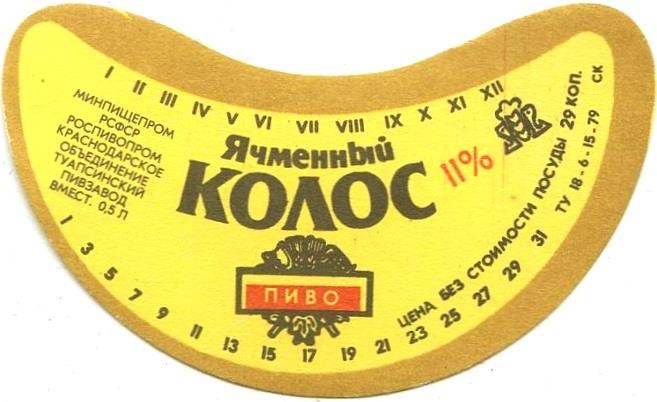 I II III IV V VI VII VIII IX X XI XII
МИНПИЩЕПРОМ
РСФСР
РОСПИВОПРОМ
КРАСНОДАРСКОЕ
ОБЪЕДИНЕНИЕ
ТУАПСИНСКИЙ
ПИВЗАВОД
ВМЕСТ. 0,5 Л
Ячменный
КОЛОС
11%
ПИВО
ЦЕНА БЕЗ СТОИМОСТИ ПОСУДЫ 29 КОП.
ТУ 18-6-15-79 СК
1 3 5 7 9 11 13 15 17 19 21 23 25 27 29 31